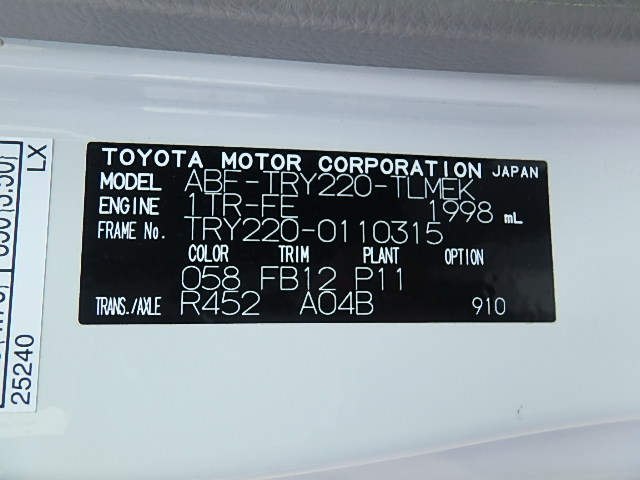 TOYOTA MOTOR CORPORATION JAPAN
MODEL ABF-TRY220-TLMEK
ENGINE 1TR-FE 1998 mL
FRAME No. TRY220-0110315
COLOR TRIM PLANT OPTION
058 FB12 P11
TRANS./AXLE R452 A04B 910
LX
25240